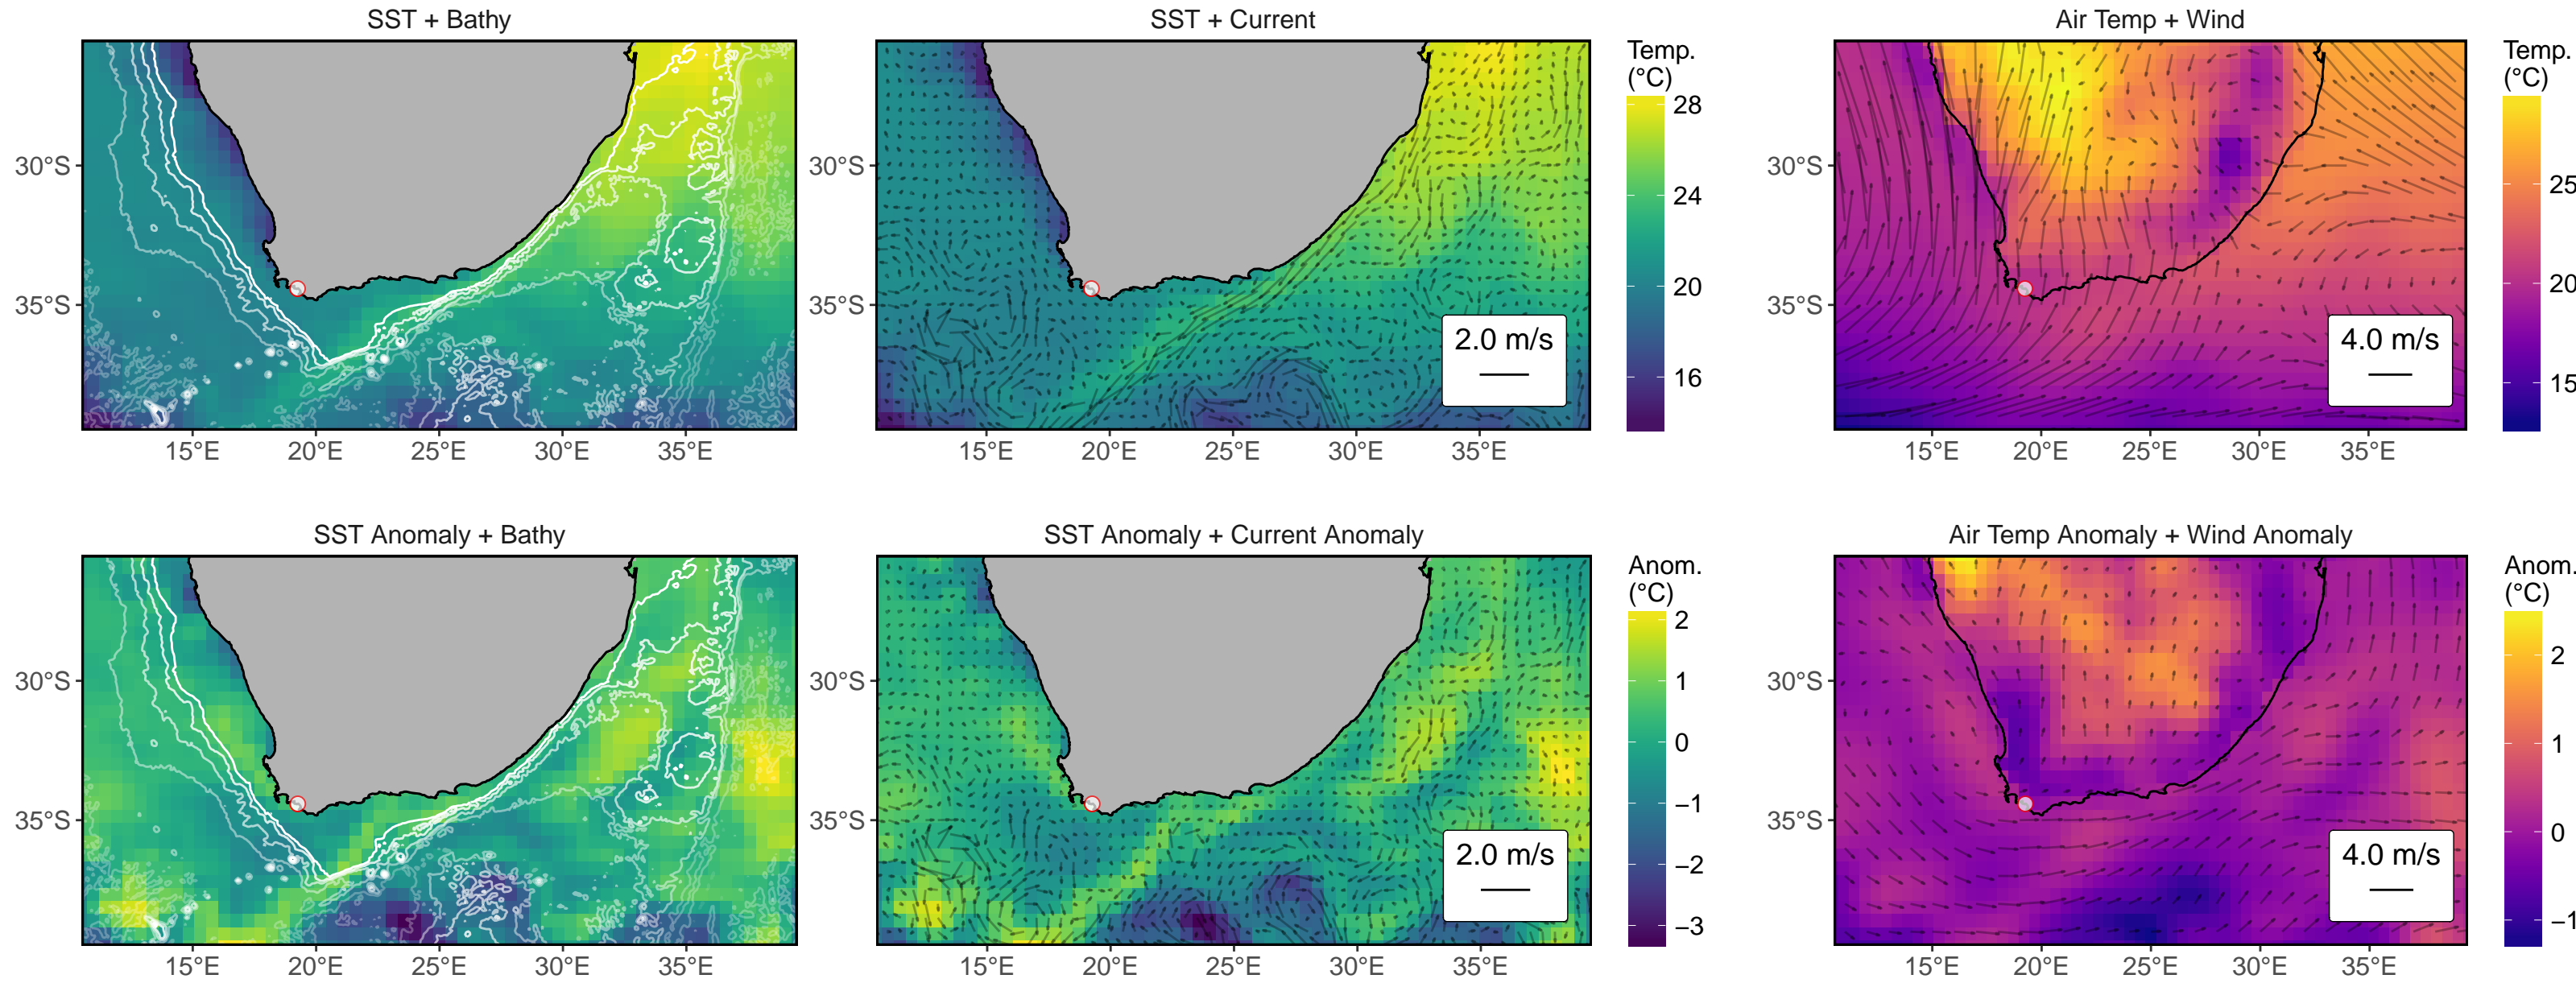 SST + Bathy
SST + Current
Air Temp + Wind
30°S
35°S
15°E 20°E 25°E 30°E 35°E
30°S
35°S
15°E 20°E 25°E 30°E 35°E
2.0 m/s
Temp.
(°C)
28
24
20
16
30°S
35°S
15°E 20°E 25°E 30°E 35°E
4.0 m/s
Temp.
(°C)
25
20
15
SST Anomaly + Bathy
SST Anomaly + Current Anomaly
Air Temp Anomaly + Wind Anomaly
30°S
35°S
15°E 20°E 25°E 30°E 35°E
30°S
35°S
15°E 20°E 25°E 30°E 35°E
2.0 m/s
Anom.
(°C)
2
1
0
−1
−2
−3
30°S
35°S
15°E 20°E 25°E 30°E 35°E
4.0 m/s
Anom.
(°C)
2
1
0
−1